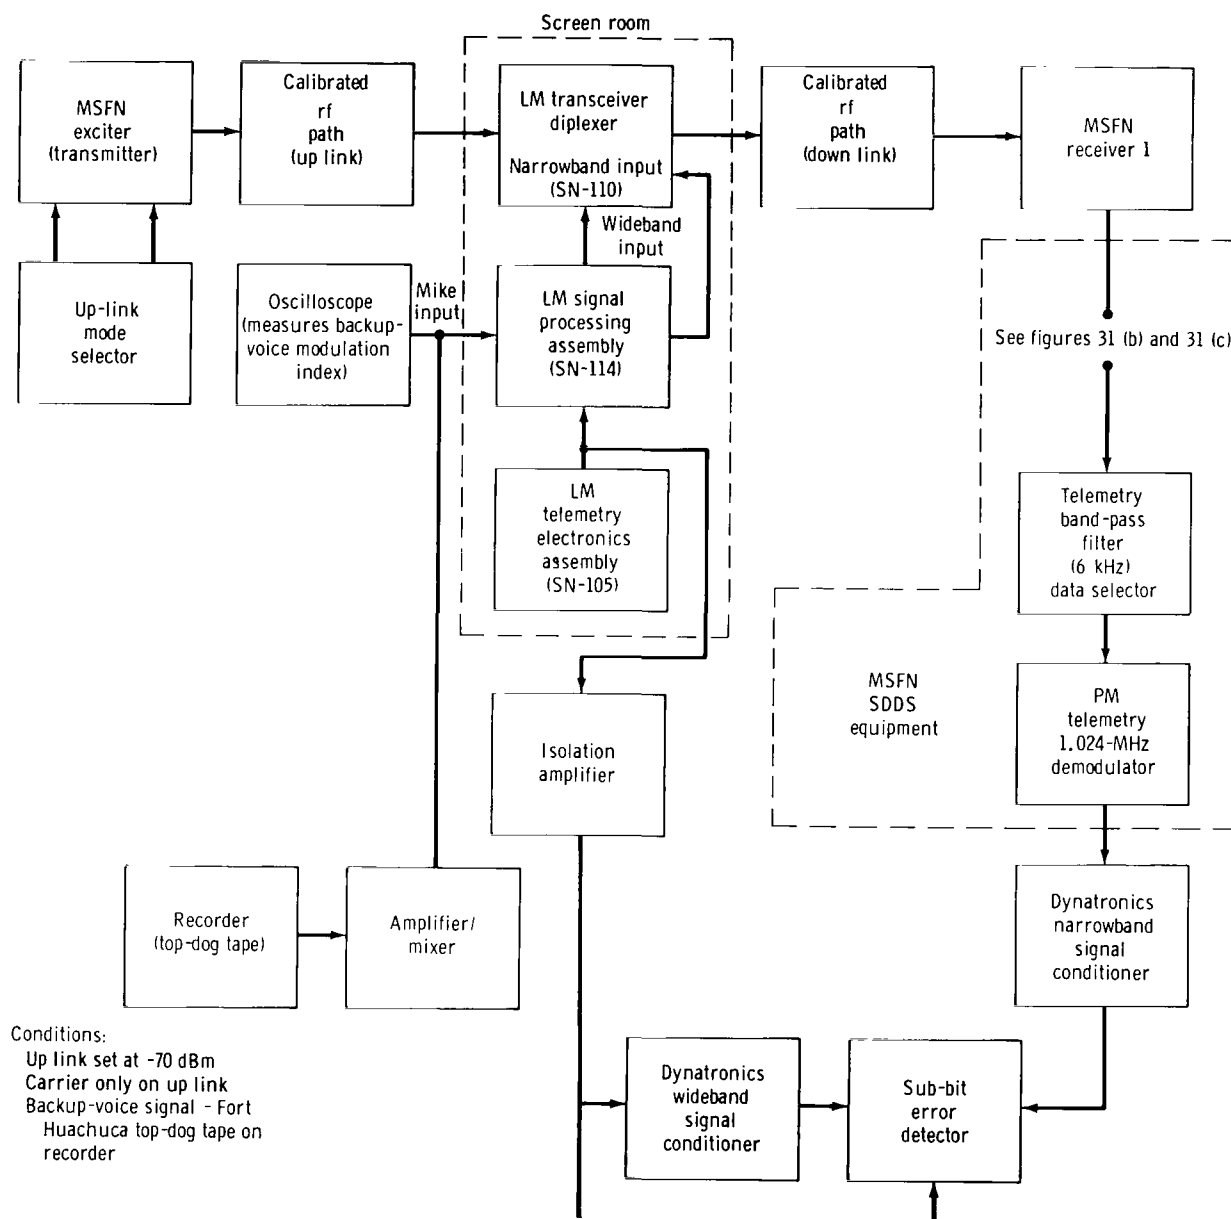 Screen room
MSFN
exciter
(transmitter)
Calibrated
rf
path
(up link)
LM transceiver
diplexer
Narrowband input
(SN-110)
Calibrated
rf
path
(down link)
MSFN
receiver 1
Wideband
input
Up-link
mode
selector
Oscilloscope
(measures backup-
voice modulation
index)
Mike
input
LM signal
processing
assembly
(SN-114)
See figures 31 (b) and 31 (c)
LM
telemetry
electronics
assembly
(SN-105)
Telemetry
band-pass
filter
(6 kHz)
data selector
MSFN
SDDS
equipment
PM
telemetry
1.024-MHz
demodulator
Isolation
amplifier
Recorder
(top-dog tape)
Amplifier/
mixer
Dynatronics
narrowband
signal
conditioner
Conditions:
Up link set at -70 dBm
Carrier only on up link
Backup-voice signal - Fort
Huachuca top-dog tape on
recorder
Dynatronics
wideband
signal
conditioner
Sub-bit
error
detector